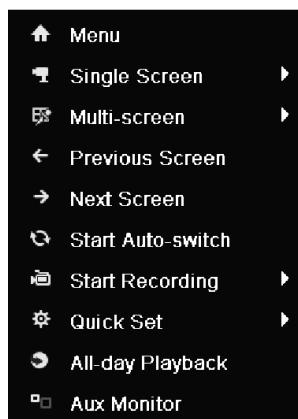 Menu
Single Screen
Multi-screen
Previous Screen
Next Screen
Start Auto-switch
Start Recording
Quick Set
All-day Playback
Aux Monitor